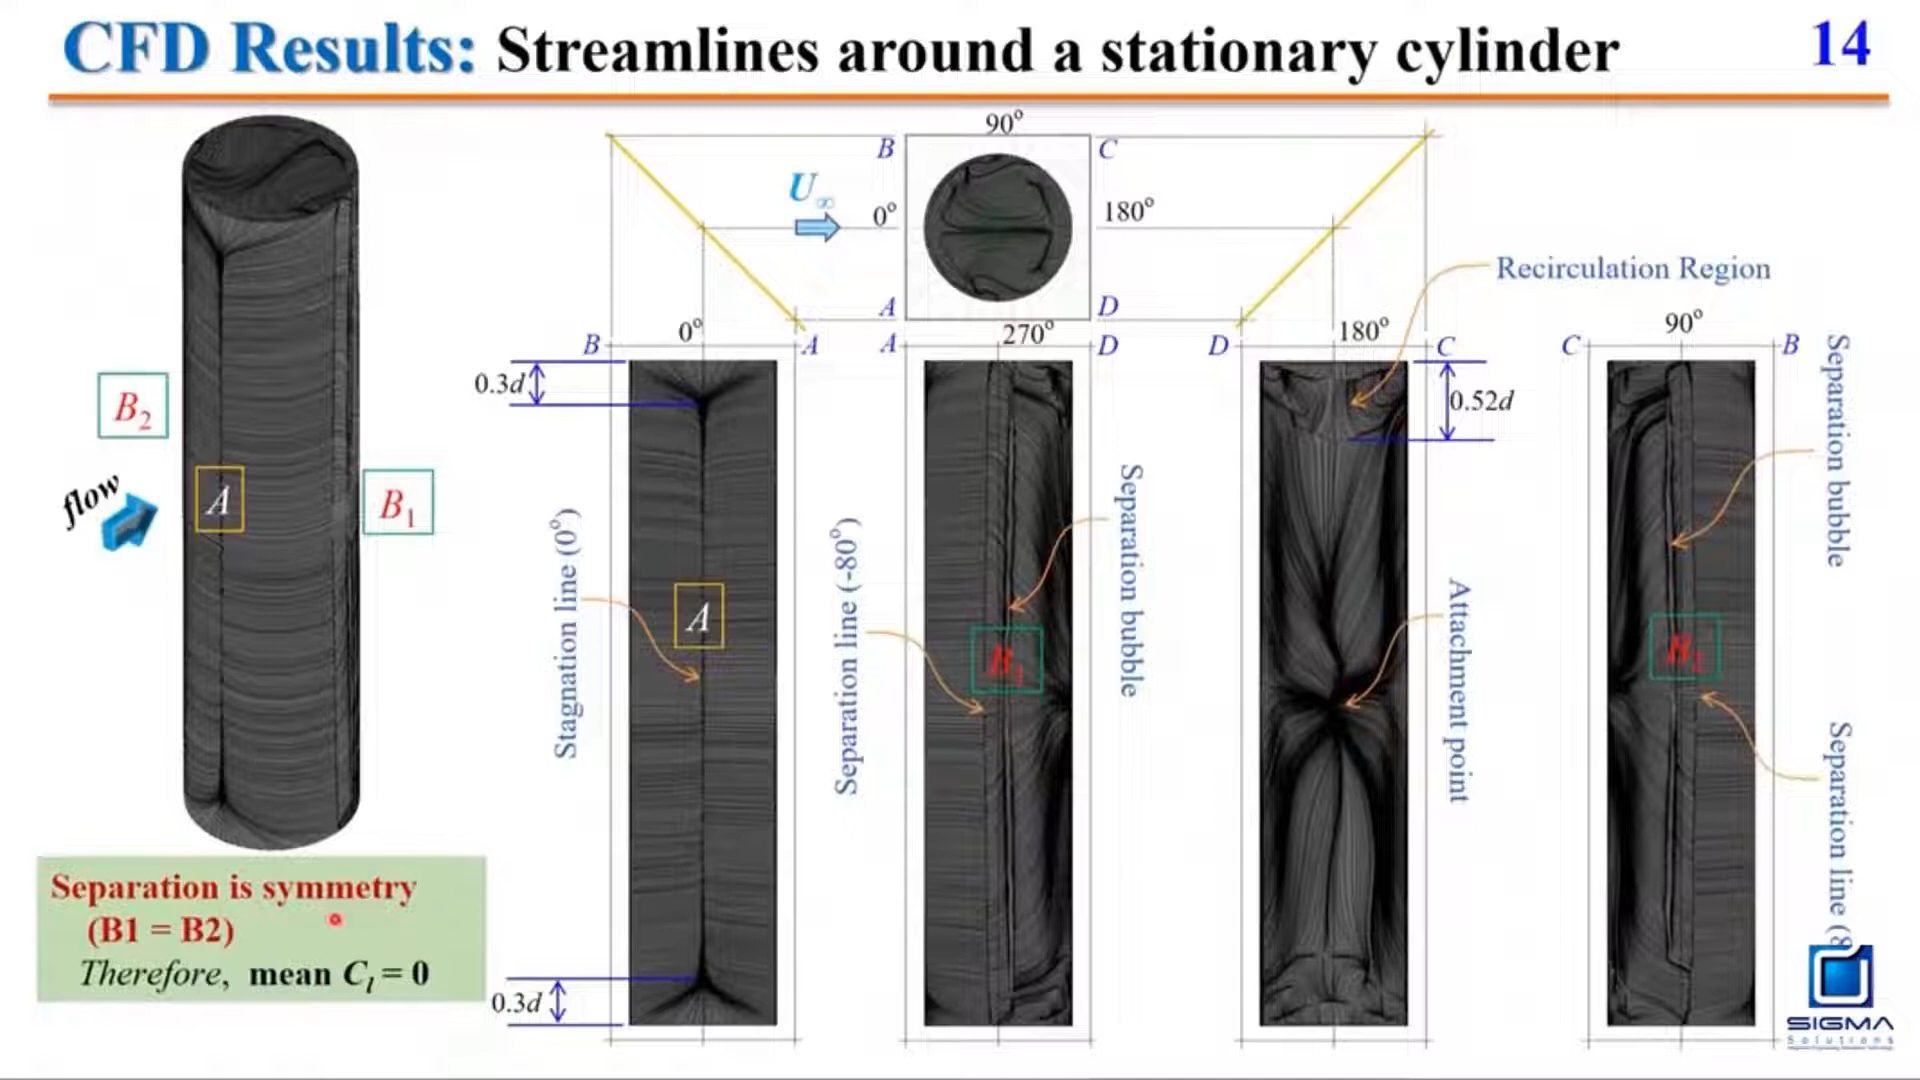 CFD Results: Streamlines around a stationary cylinder
14
90°
B
C
U∞
0°
180°
A
D
Recirculation Region
B
0°
A
A
270°
D
D
180°
C
C
90°
B
0.3d
0.52d
B2
flow
A
B1
Stagnation line (0°)
A
Separation line (-80°)
B1
Separation bubble
Attachment point
B2
Separation bubble
Separation line (8
Separation is symmetry
(B1 = B2)
Therefore, mean Cl = 0
0.3d
SIGMA
Solutions